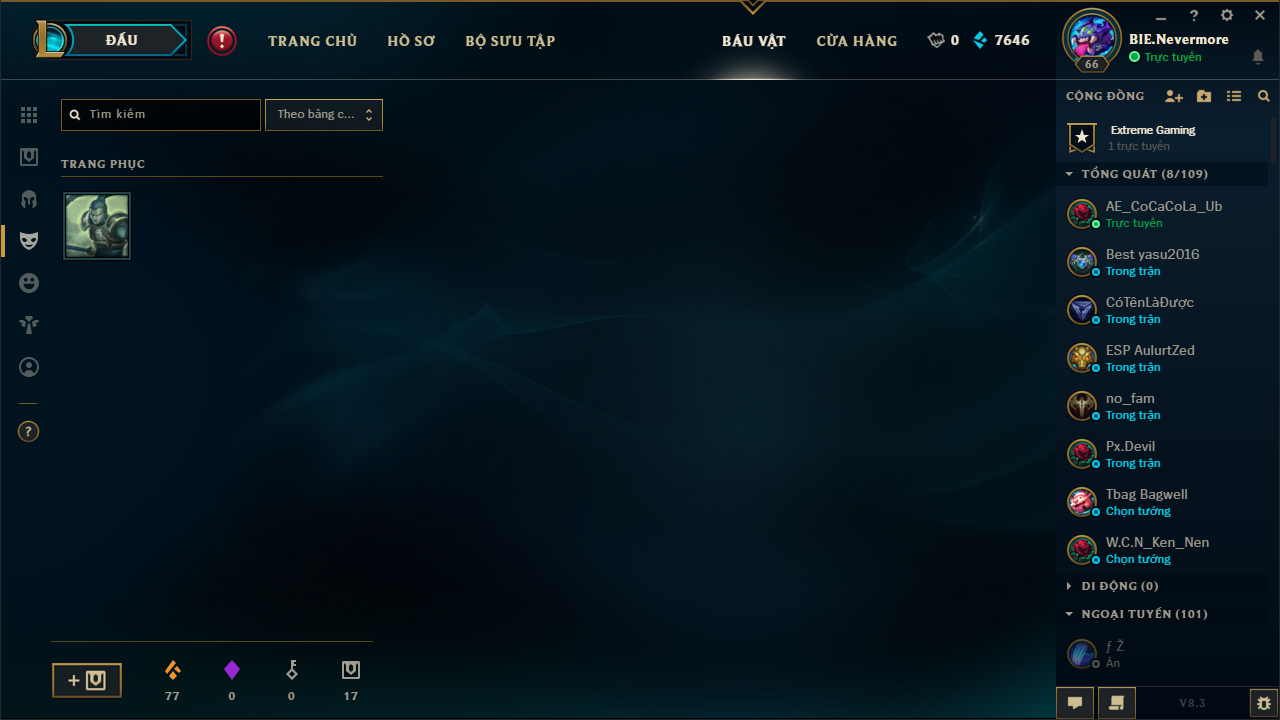 ĐẤU
TRANG CHỦ
HỒ SƠ
BỘ SƯU TẬP
BÁU VẬT
CỬA HÀNG
0
7646
66
BIE.Nevermore
Trực tuyến
Tìm kiếm
Theo bảng c...
TRANG PHỤC
?
77
0
0
17
CỘNG ĐỒNG
Extreme Gaming
1 trực tuyến
TỔNG QUÁT (8/109)
AE_CoCaCoLa_Ub
Trực tuyến
Best yasu2016
Trong trận
CóTênLàĐược
Trong trận
ESP AulurtZed
Trong trận
no_fam
Trong trận
Px.Devil
Trong trận
Tbag Bagwell
Chọn tướng
W.C.N_Ken_Nen
Chọn tướng
DI ĐỘNG (0)
NGOẠI TUYẾN (101)
ƒ Ž
Ẩn
V8.3